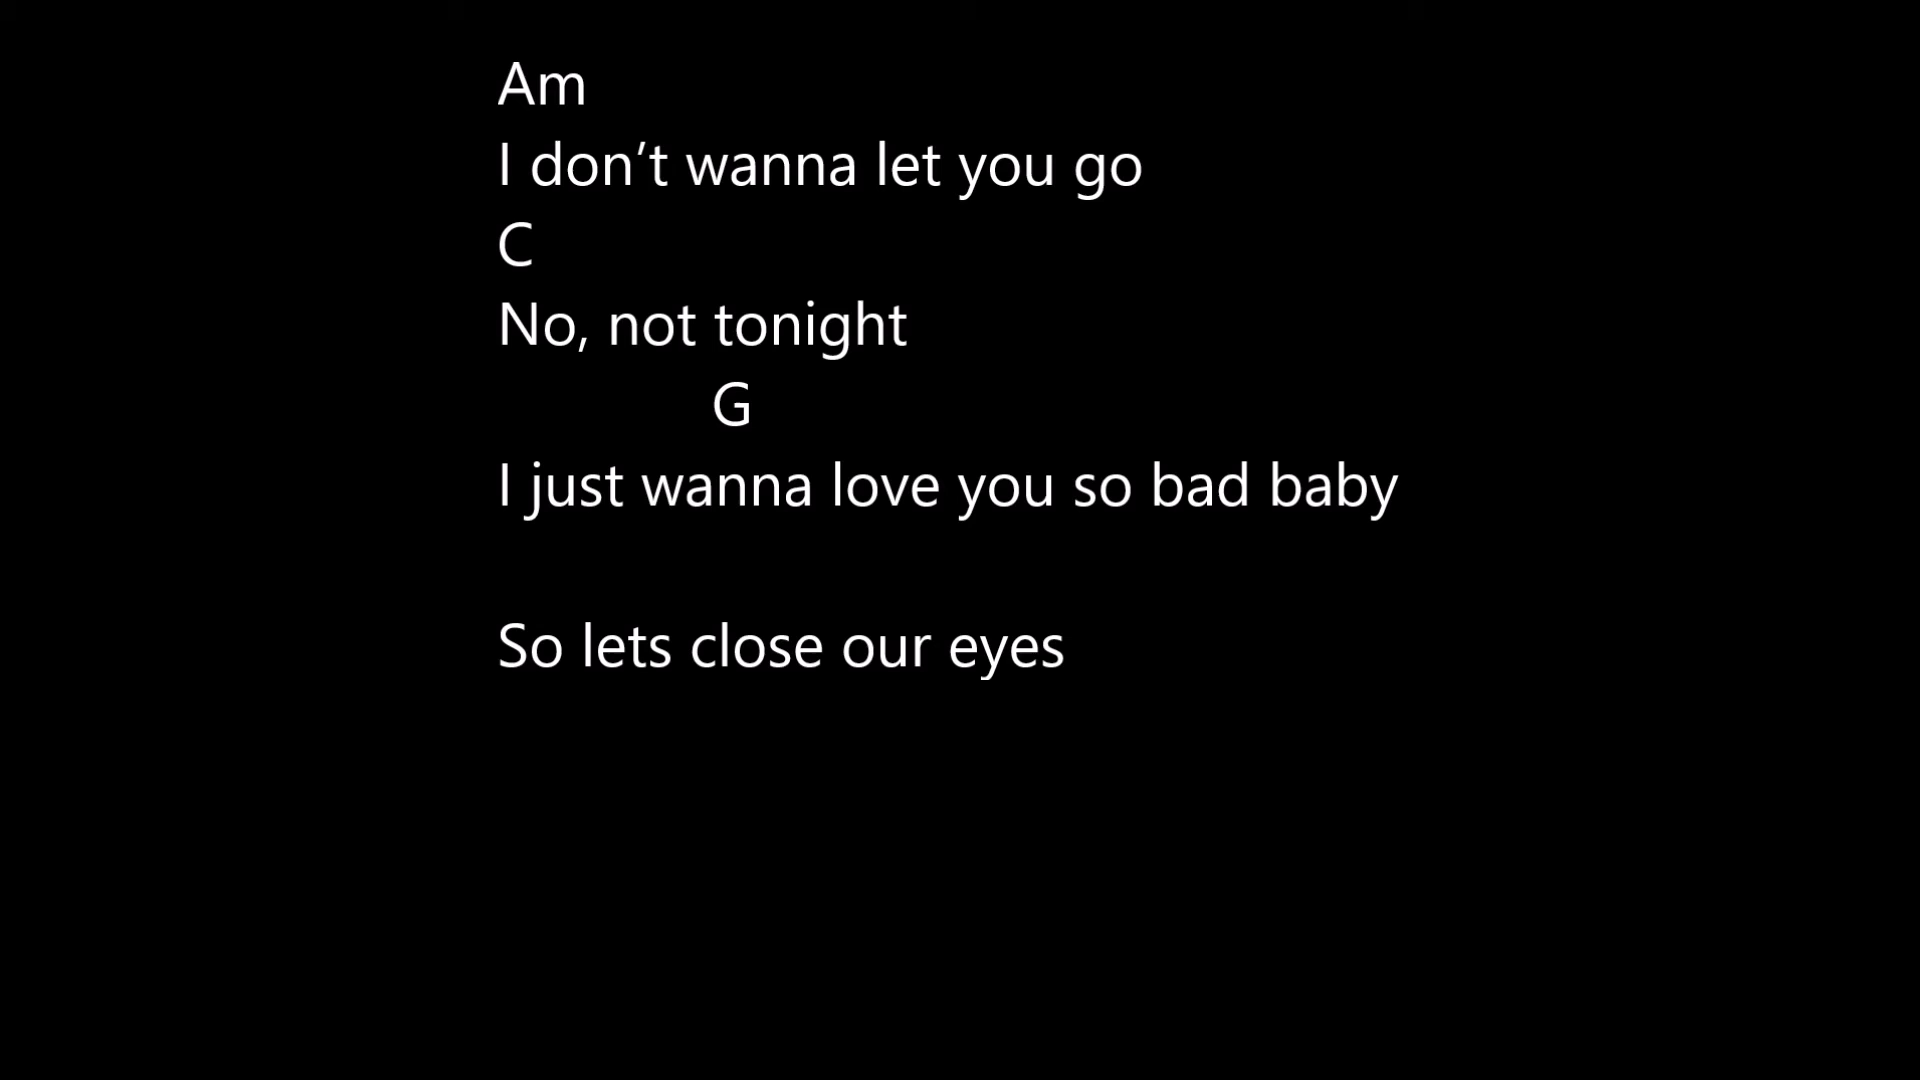 Am
I don’t wanna let you go
C
No, not tonight
G
I just wanna love you so bad baby
So lets close our eyes